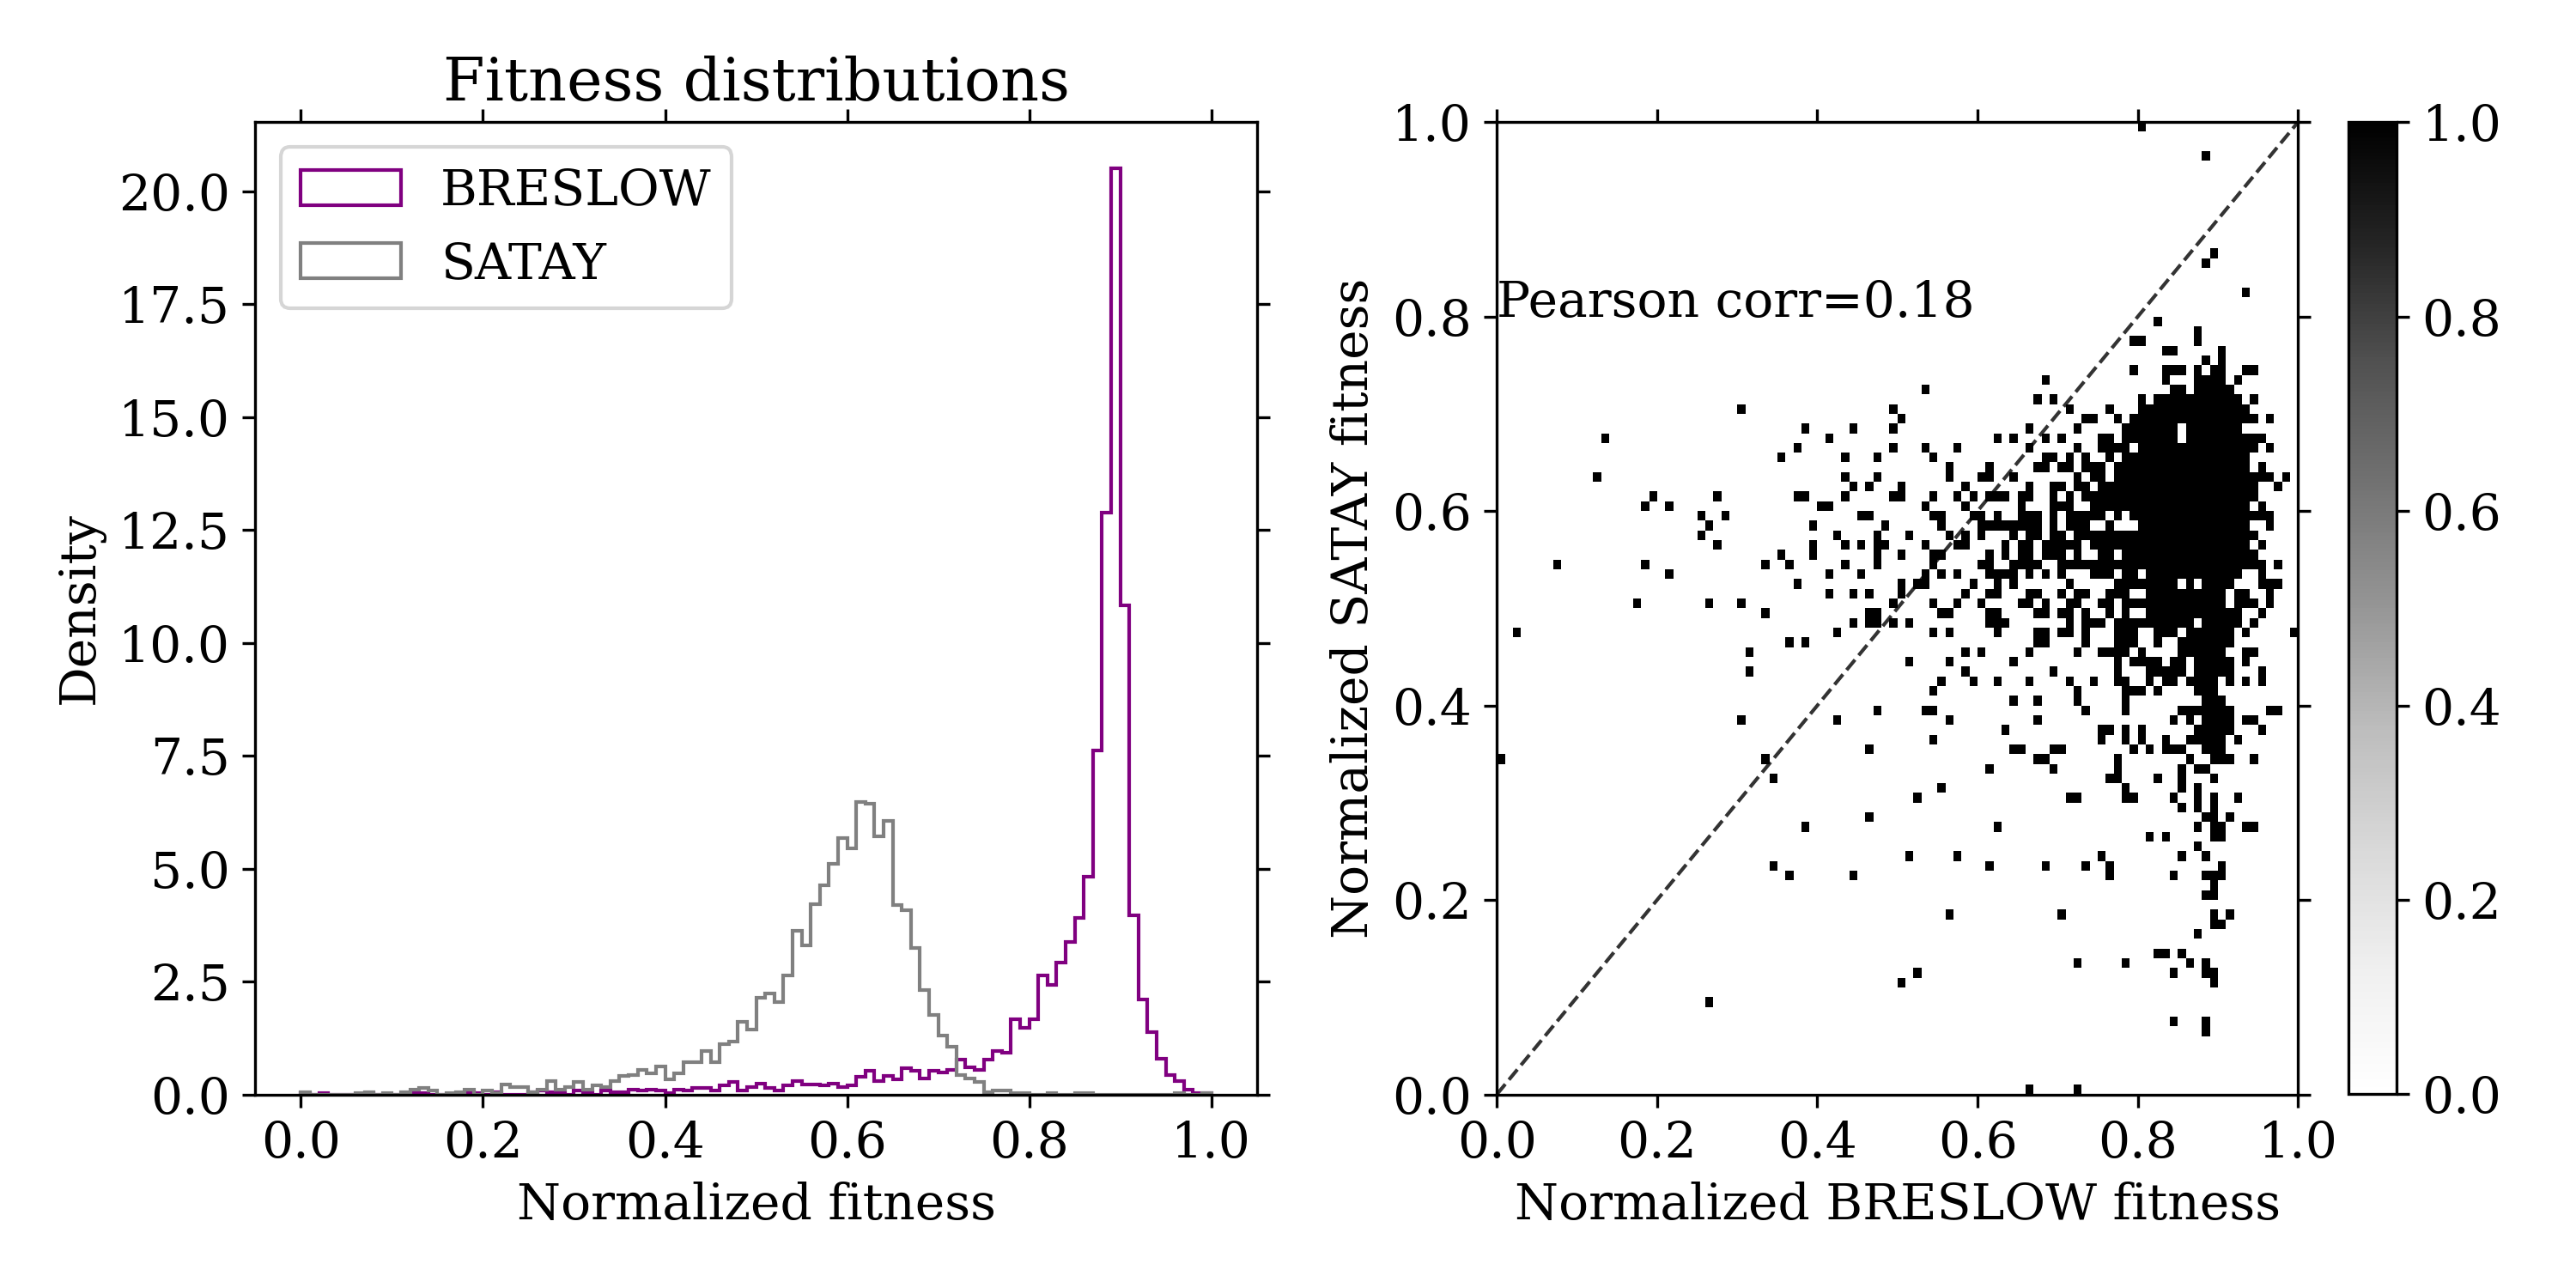 Fitness distributions
BRESLOW
SATAY
20.0
17.5
15.0
12.5
10.0
7.5
5.0
2.5
0.0
Density
0.0 0.2 0.4 0.6 0.8 1.0
Normalized fitness
Pearson corr=0.18
1.0
0.8
0.6
0.4
0.2
0.0
Normalized SATAY fitness
0.0 0.2 0.4 0.6 0.8 1.0
Normalized BRESLOW fitness
1.0
0.8
0.6
0.4
0.2
0.0